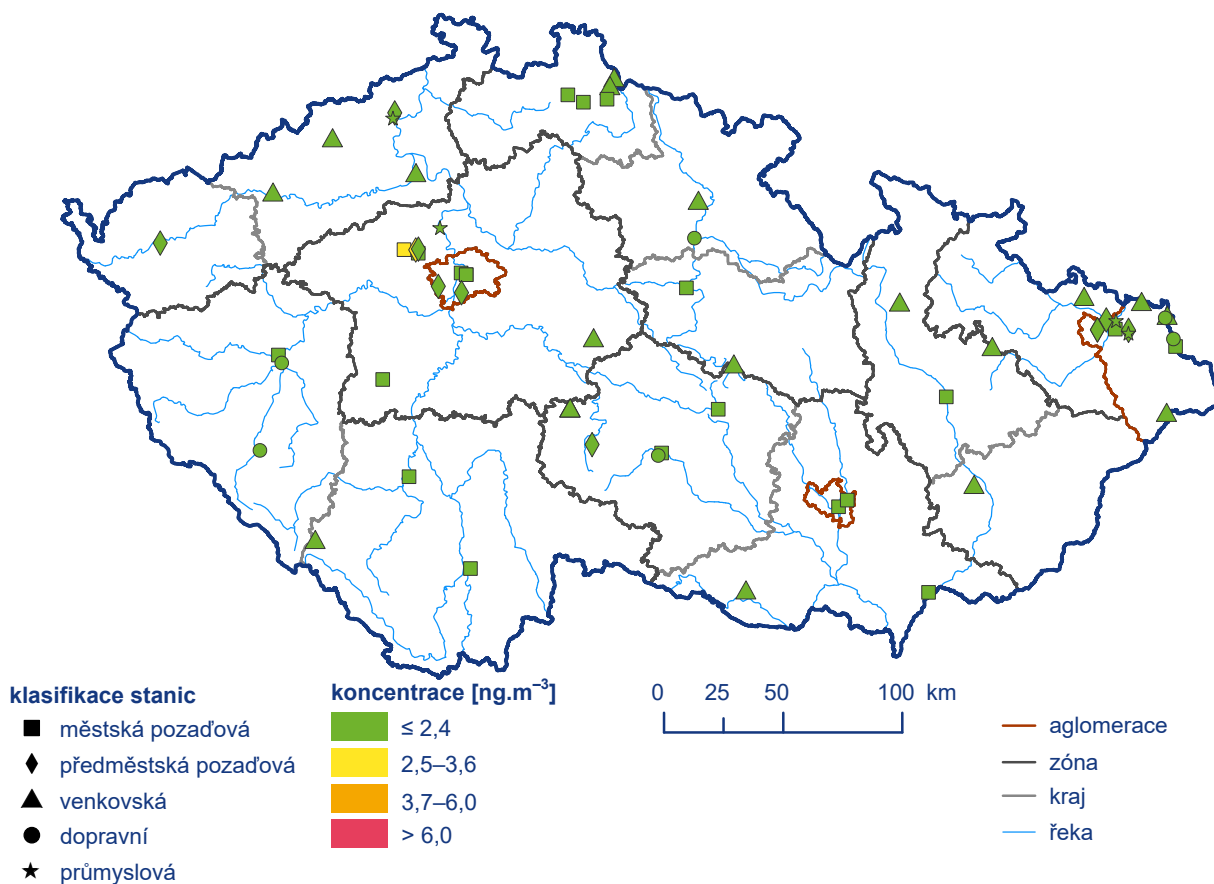 klasifikace stanic
městská pozaďová
předměstská pozaďová
venkovská
dopravní
průmyslová
koncentrace [ng.m⁻³]
≤ 2,4
2,5–3,6
3,7–6,0
> 6,0
0 25 50 100 km
aglomerace
zóna
kraj
řeka